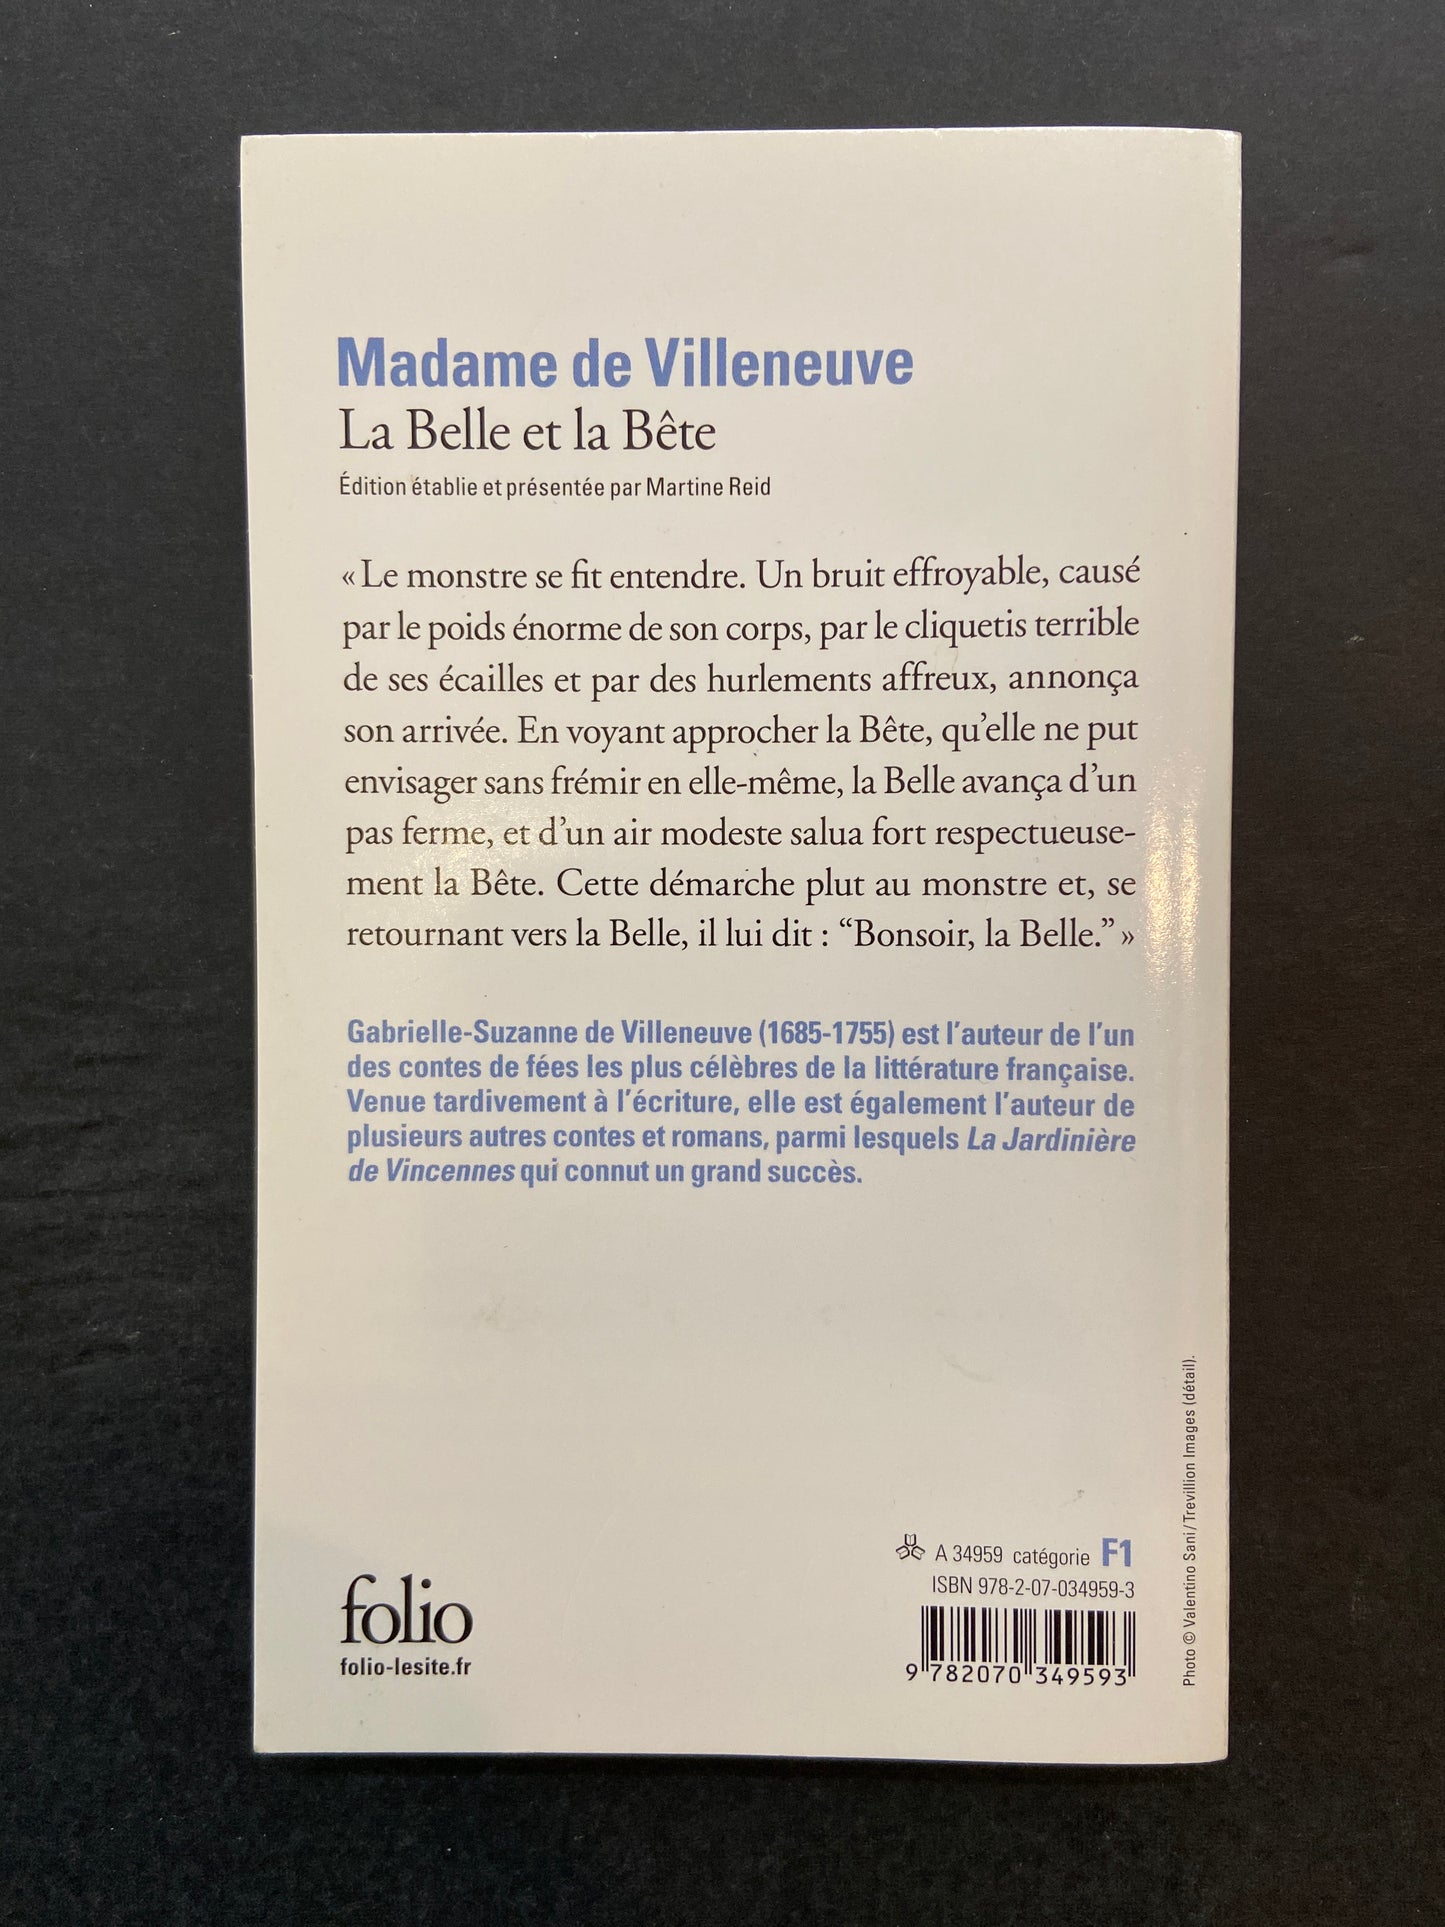 Madame de Villeneuve
La Belle et la Bête
Édition établie et présentée par Martine Reid
« Le monstre se fit entendre. Un bruit effroyable, causé
par le poids énorme de son corps, par le cliquetis terrible
de ses écailles et par des hurlements affreux, annonça
son arrivée. En voyant approcher la Bête, qu’elle ne put
envisager sans frémir en elle-même, la Belle avança d’un
pas ferme, et d’un air modeste salua fort respectueuse-
ment la Bête. Cette démarche plut au monstre et, se
retournant vers la Belle, il lui dit : “Bonsoir, la Belle.” »
Gabrielle-Suzanne de Villeneuve (1685-1755) est l’auteur de l’un
des contes de fées les plus célèbres de la littérature française.
Venue tardivement à l’écriture, elle est également l’auteur de
plusieurs autres contes et romans, parmi lesquels La Jardinière
de Vincennes qui connut un grand succès.
folio
folio-lesite.fr
A 34959 catégorie F1
ISBN 978-2-07-034959-3
9 782070 349593
Photo © Valentino Sani / Trevillion Images (détail).